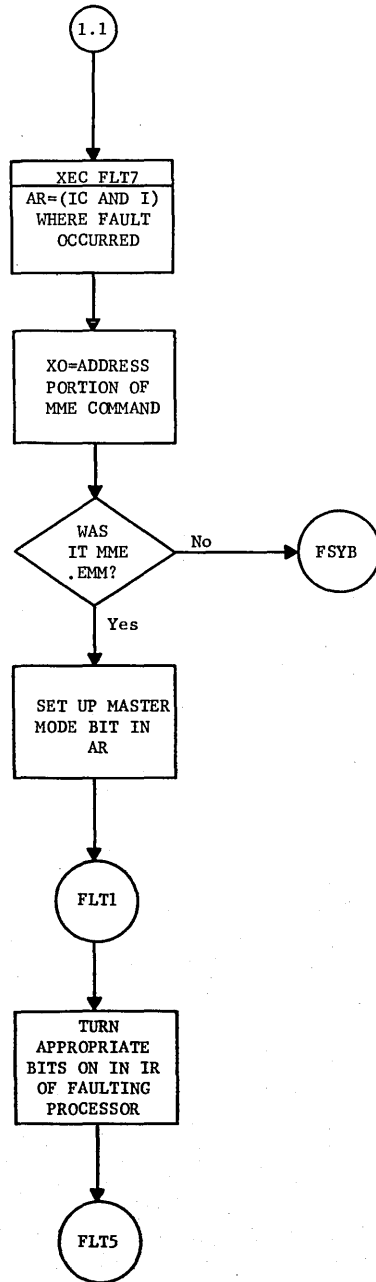 1.1
XEC FLT7
AR=(IC AND I)
WHERE FAULT
OCCURRED
XO=ADDRESS
PORTION OF
MME COMMAND
WAS
IT MME
.EMM?
No
FSYB
Yes
SET UP MASTER
MODE BIT IN
AR
FLT1
TURN
APPROPRIATE
BITS ON IN IR
OF FAULTING
PROCESSOR
FLT5